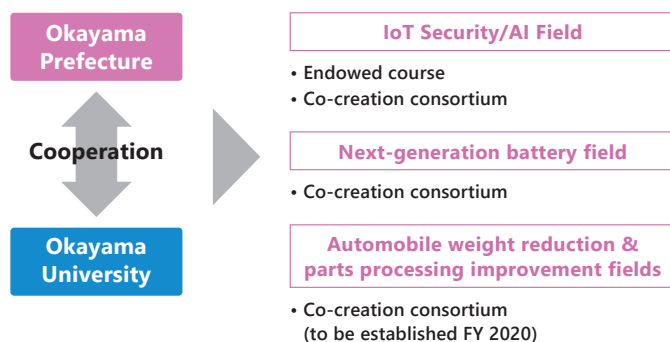 Okayama
Prefecture
Cooperation
Okayama
University
IoT Security/AI Field
• Endowed course
• Co-creation consortium
Next-generation battery field
• Co-creation consortium
Automobile weight reduction &
parts processing improvement fields
• Co-creation consortium
(to be established FY 2020)